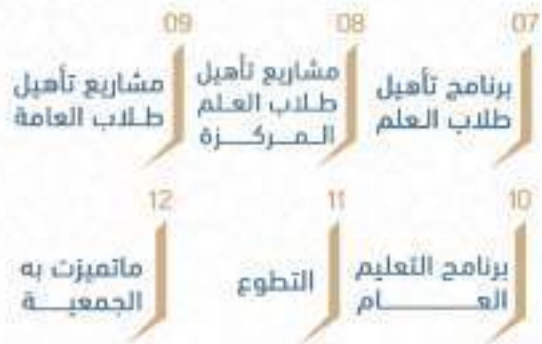 07
برنامج تأهيل
طلاب العلم
08
مشاريع تأهيل
طلاب العلم
المركزة
09
مشاريع تأهيل
طلاب العامة
10
برنامج التعليم
العام
11
التطوع
12
ماتميزت به
الجمعية